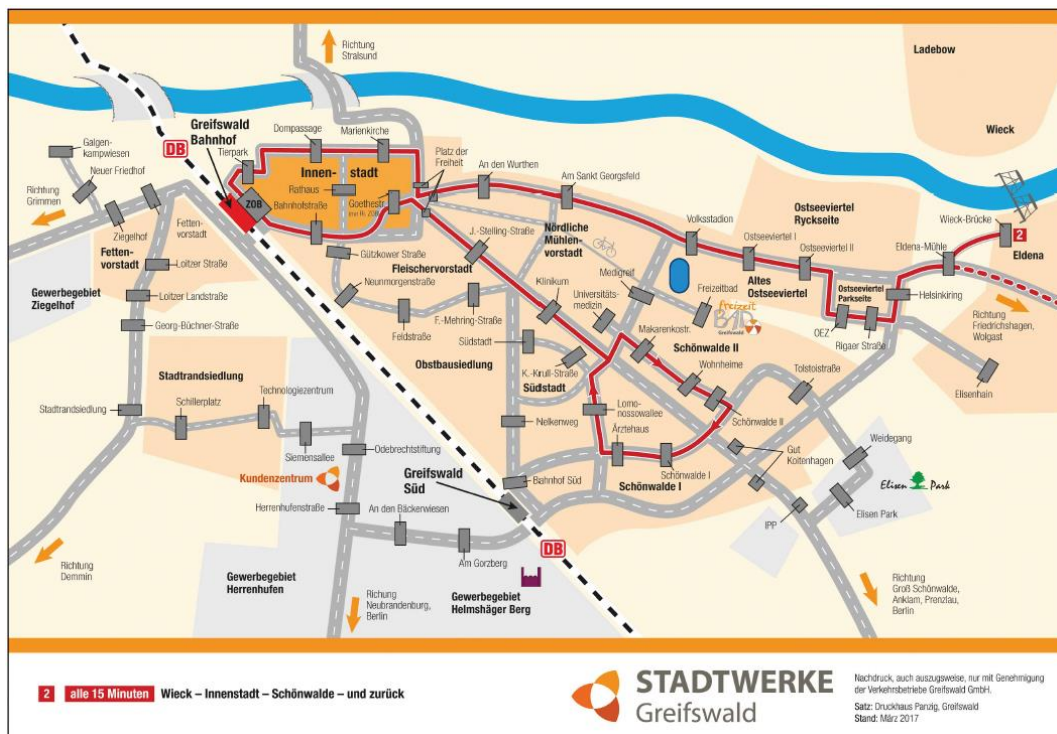 Richtung
Stralsund
Ladebow
Wieck
Greifswald
Bahnhof
DB
Dompassage
Marienkirche
Tierpark
Galgen-
kampwiesen
Neuer Friedhof
Richtung
Grimmen
Ziegelhof
Fetten-
vorstadt
Fetten-
vorstadt
ZOB
Innen-
stadt
Rathaus
Bahnhofstraße
Goethestr.
Platz der
Freiheit
An den Wurthen
Am Sankt Georgsfeld
Volksstadion
Ostseeviertel
Ryckseite
Ostseeviertel I
Ostseeviertel II
Wieck-Brücke
2
Eldena
Eldena-Mühle
Altes
Ostseeviertel
Ostseeviertel
Parkseite
Helsinkiring
OEZ
Rigaer Straße
Richtung
Friedrichshagen,
Wolgast
Elisenhain
J.-Stelling-Straße
Nördliche
Mühlen-
vorstadt
Fleischervorstadt
Gützkower Straße
Neunmorgenstraße
Feldstraße
F.-Mehring-Straße
Klinikum
Universitäts-
medizin
Medigreif
Freizeitbad
freizeit
BAD
Greifswald
Makarenkostr.
Schönwalde II
Wohnheime
Schönwalde II
Tolstoistraße
Südstadt
K.-Krull-Straße
Südstadt
Obstbausiedlung
Nelkenweg
Lomo-
nossowallee
Ärztehaus
Schönwalde I
Schönwalde I
Gut
Koitenhagen
Weidegang
Elisen Park
Elisen Park
IPP
Bahnhof Süd
Greifswald
Süd
DB
Gewerbegebiet
Ziegelhof
Loitzer Straße
Loitzer Landstraße
Georg-Büchner-Straße
Stadtrandsiedlung
Stadtrandsiedlung
Schillerplatz
Technologiezentrum
Siemensallee
Odebrechtstiftung
Kundenzentrum
Herrenhufenstraße
An den Bäckerwiesen
Am Gorzberg
Richtung
Demmin
Gewerbegebiet
Herrenhufen
Richung
Neubrandenburg,
Berlin
Gewerbegebiet
Helmshäger Berg
Richtung
Groß Schönwalde,
Anklam, Prenzlau,
Berlin
2 alle 15 Minuten Wieck – Innenstadt – Schönwalde – und zurück
STADTWERKE
Greifswald
Nachdruck, auch auszugsweise, nur mit Genehmigung
der Verkehrsbetriebe Greifswald GmbH.
Satz: Druckhaus Panzig, Greifswald
Stand: März 2017